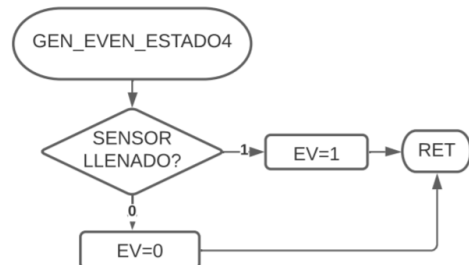 GEN_EVEN_ESTADO4
SENSOR
LLENADO?
1
EV=1
RET
0
EV=0